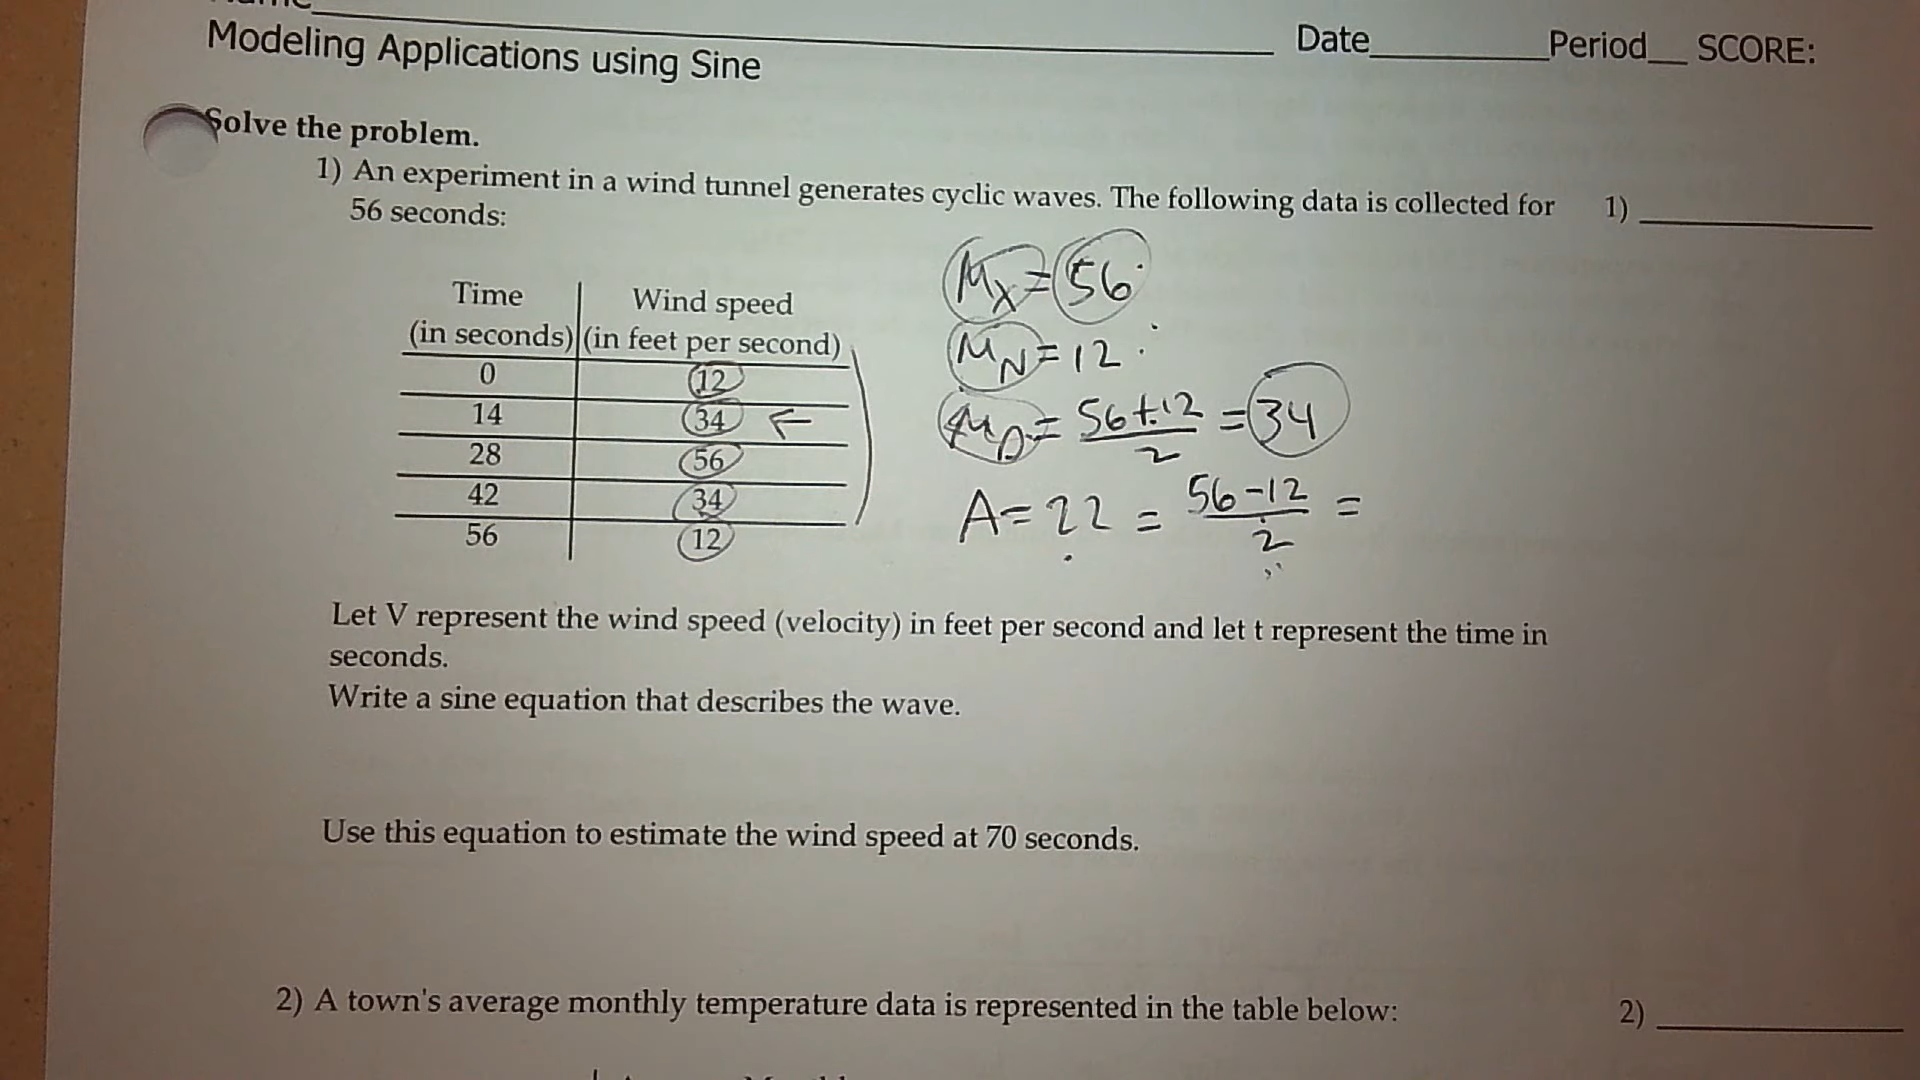 Modeling Applications using Sine
Date_______Period__ SCORE:
Solve the problem.
1) An experiment in a wind tunnel generates cyclic waves. The following data is collected for
56 seconds:
1)
Time
Wind speed
(in seconds)
(in feet per second)
0
12
14
34
28
56
42
34
56
12
Mx = 56
MN = 12
MD = 56+12 / 2 = 34
A = 22 = 56-12 / 2 =
Let V represent the wind speed (velocity) in feet per second and let t represent the time in
seconds.
Write a sine equation that describes the wave.
Use this equation to estimate the wind speed at 70 seconds.
2) A town's average monthly temperature data is represented in the table below:
2)